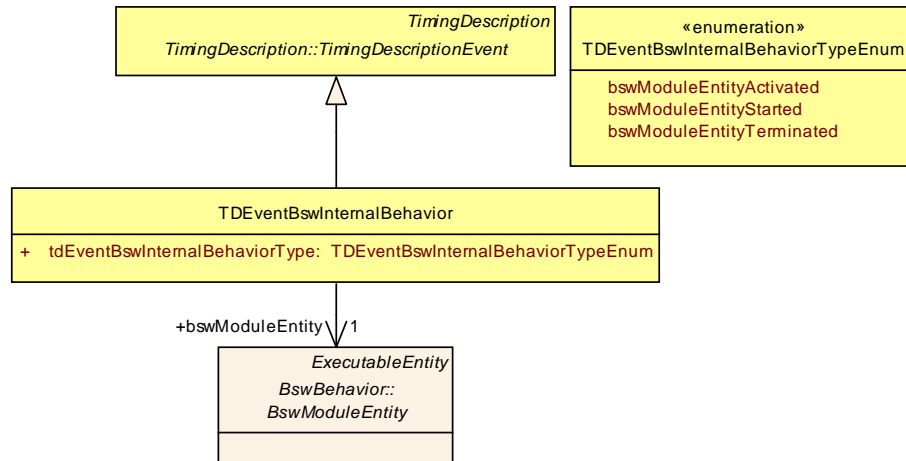 TimingDescription
TimingDescription::TimingDescriptionEvent
«enumeration»
TDEventBswInternalBehaviorTypeEnum
bswModuleEntityActivated
bswModuleEntityStarted
bswModuleEntityTerminated
TDEventBswInternalBehavior
+ tdEventBswInternalBehaviorType: TDEventBswInternalBehaviorTypeEnum
+bswModuleEntity 1
ExecutableEntity
BswBehavior::
BswModuleEntity